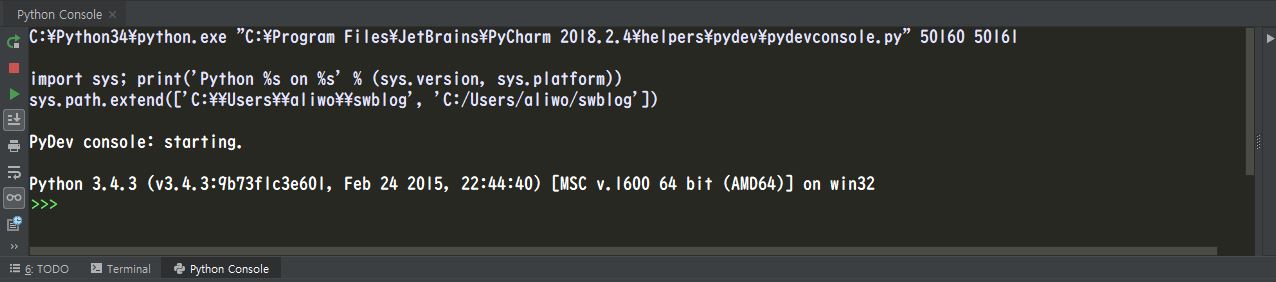 Python Console
C:¥Python34¥python.exe "C:¥Program Files¥JetBrains¥PyCharm 2018.2.4¥helpers¥pydev¥pydevconsole.py" 50160 50161
import sys; print('Python %s on %s' % (sys.version, sys.platform))
sys.path.extend(['C:¥¥Users¥¥aliwo¥¥swblog', 'C:/Users/aliwo/swblog'])
PyDev console: starting.
Python 3.4.3 (v3.4.3:9b73f1c3e601, Feb 24 2015, 22:44:40) [MSC v.1600 64 bit (AMD64)] on win32
>>>
6: TODO Terminal Python Console